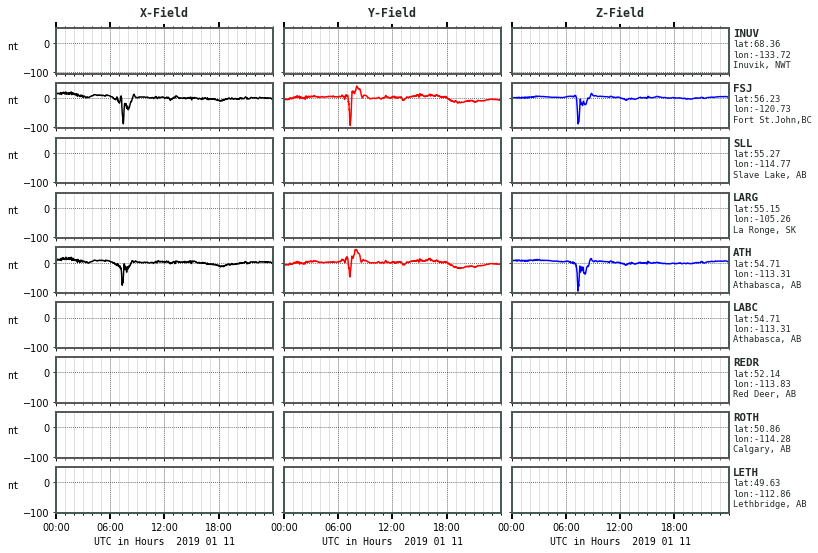 X-Field Y-Field Z-Field
nt 0 −100 INUV
lat:68.36
lon:-133.72
Inuvik, NWT
nt 0 −100 FSJ
lat:56.23
lon:-120.73
Fort St.John,BC
nt 0 −100 SLL
lat:55.27
lon:-114.77
Slave Lake, AB
nt 0 −100 LARG
lat:55.15
lon:-105.26
La Ronge, SK
nt 0 −100 ATH
lat:54.71
lon:-113.31
Athabasca, AB
nt 0 −100 LABC
lat:54.71
lon:-113.31
Athabasca, AB
nt 0 −100 REDR
lat:52.14
lon:-113.83
Red Deer, AB
nt 0 −100 ROTH
lat:50.86
lon:-114.28
Calgary, AB
nt 0 −100 LETH
lat:49.63
lon:-112.86
Lethbridge, AB
00:00 06:00 12:00 18:00 00:00 06:00 12:00 18:00 00:00 06:00 12:00 18:00
UTC in Hours 2019 01 11 UTC in Hours 2019 01 11 UTC in Hours 2019 01 11